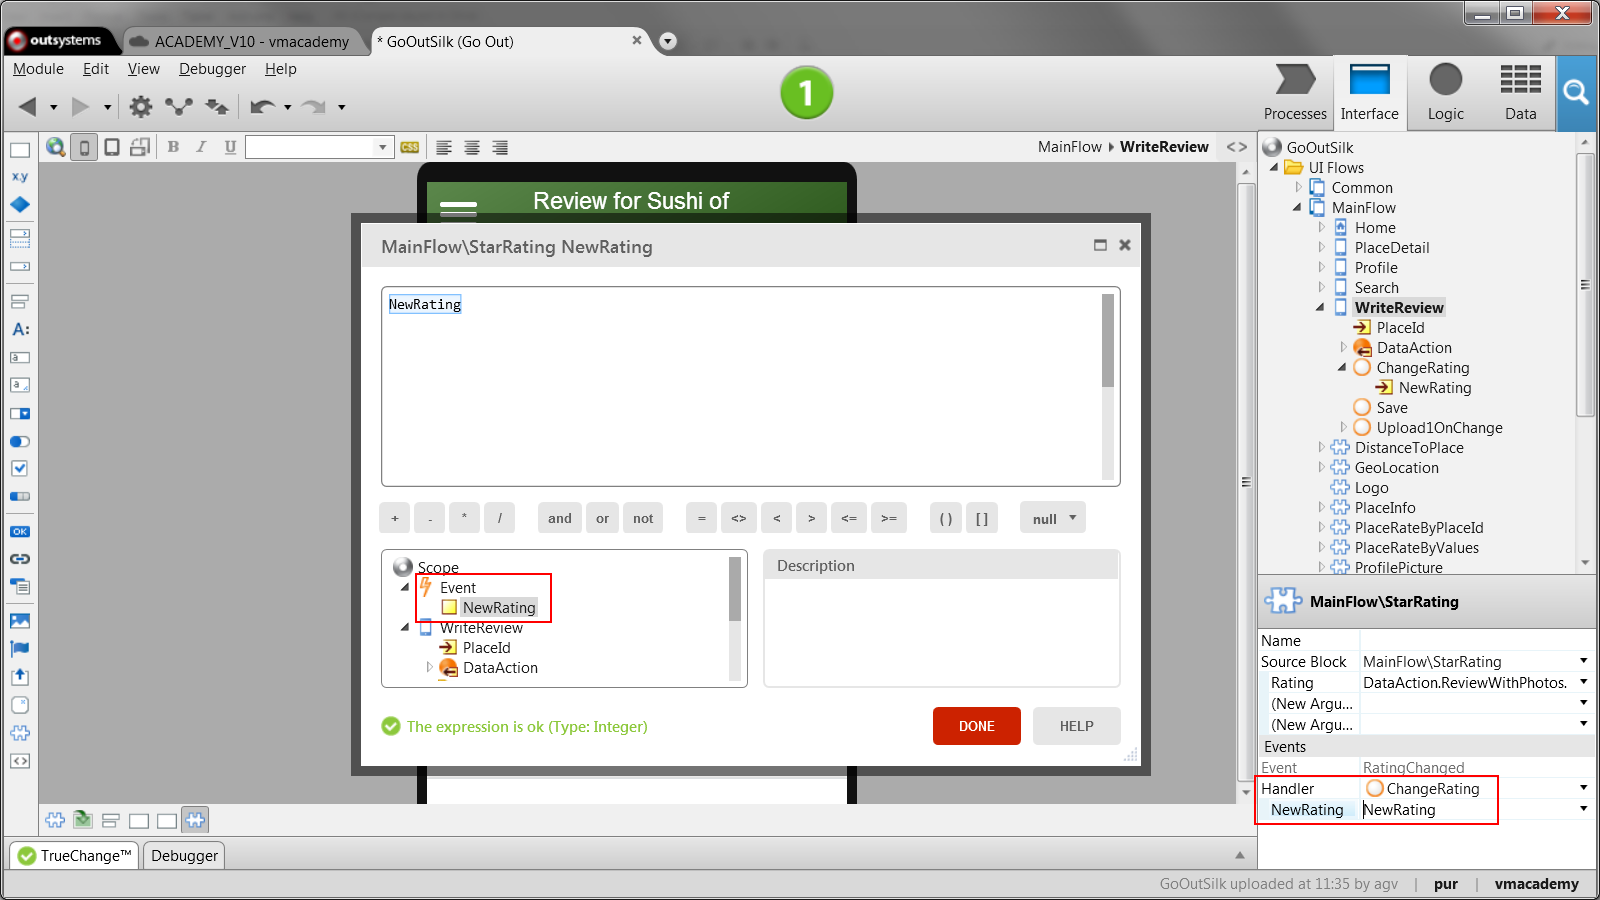 outsystems
ACADEMY_V10 - vmacademy
* GoOutSilk (Go Out)
Module Edit View Debugger Help
1
Processes
Interface
Logic
Data
B I U
CSS
MainFlow WriteReview
Review for Sushi of
MainFlow\StarRating NewRating
NewRating
+ - * / and or not = <> < > <= >= ( ) [ ] null
Scope
Event
NewRating
WriteReview
PlaceId
DataAction
Description
The expression is ok (Type: Integer)
DONE
HELP
x,y
A:
a
a
OK
GoOutSilk
UI Flows
Common
MainFlow
Home
PlaceDetail
Profile
Search
WriteReview
PlaceId
DataAction
ChangeRating
NewRating
Save
Upload1OnChange
DistanceToPlace
GeoLocation
Logo
PlaceInfo
PlaceRateByPlaceId
PlaceRateByValues
ProfilePicture
MainFlow\StarRating
Name
Source Block MainFlow\StarRating
Rating DataAction.ReviewWithPhotos.
(New Argu...
(New Argu...
Events
Event RatingChanged
Handler ChangeRating
NewRating NewRating
TrueChange™
Debugger
GoOutSilk uploaded at 11:35 by agv | pur | vmacademy